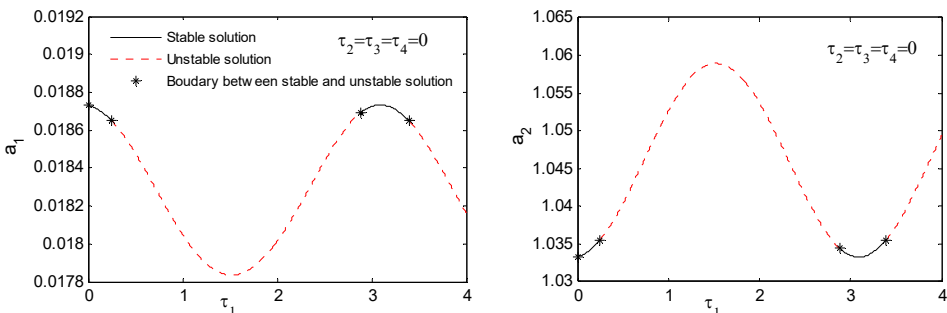 0.0192
0.019
0.0188
0.0186
0.0184
0.0182
0.018
0.0178
a1
Stable solution
Unstable solution
Boudary between stable and unstable solution
τ2=τ3=τ4=0
0 1 2 3 4
τ1
1.065
1.06
1.055
1.05
1.045
1.04
1.035
1.03
a2
τ2=τ3=τ4=0
0 1 2 3 4
τ1